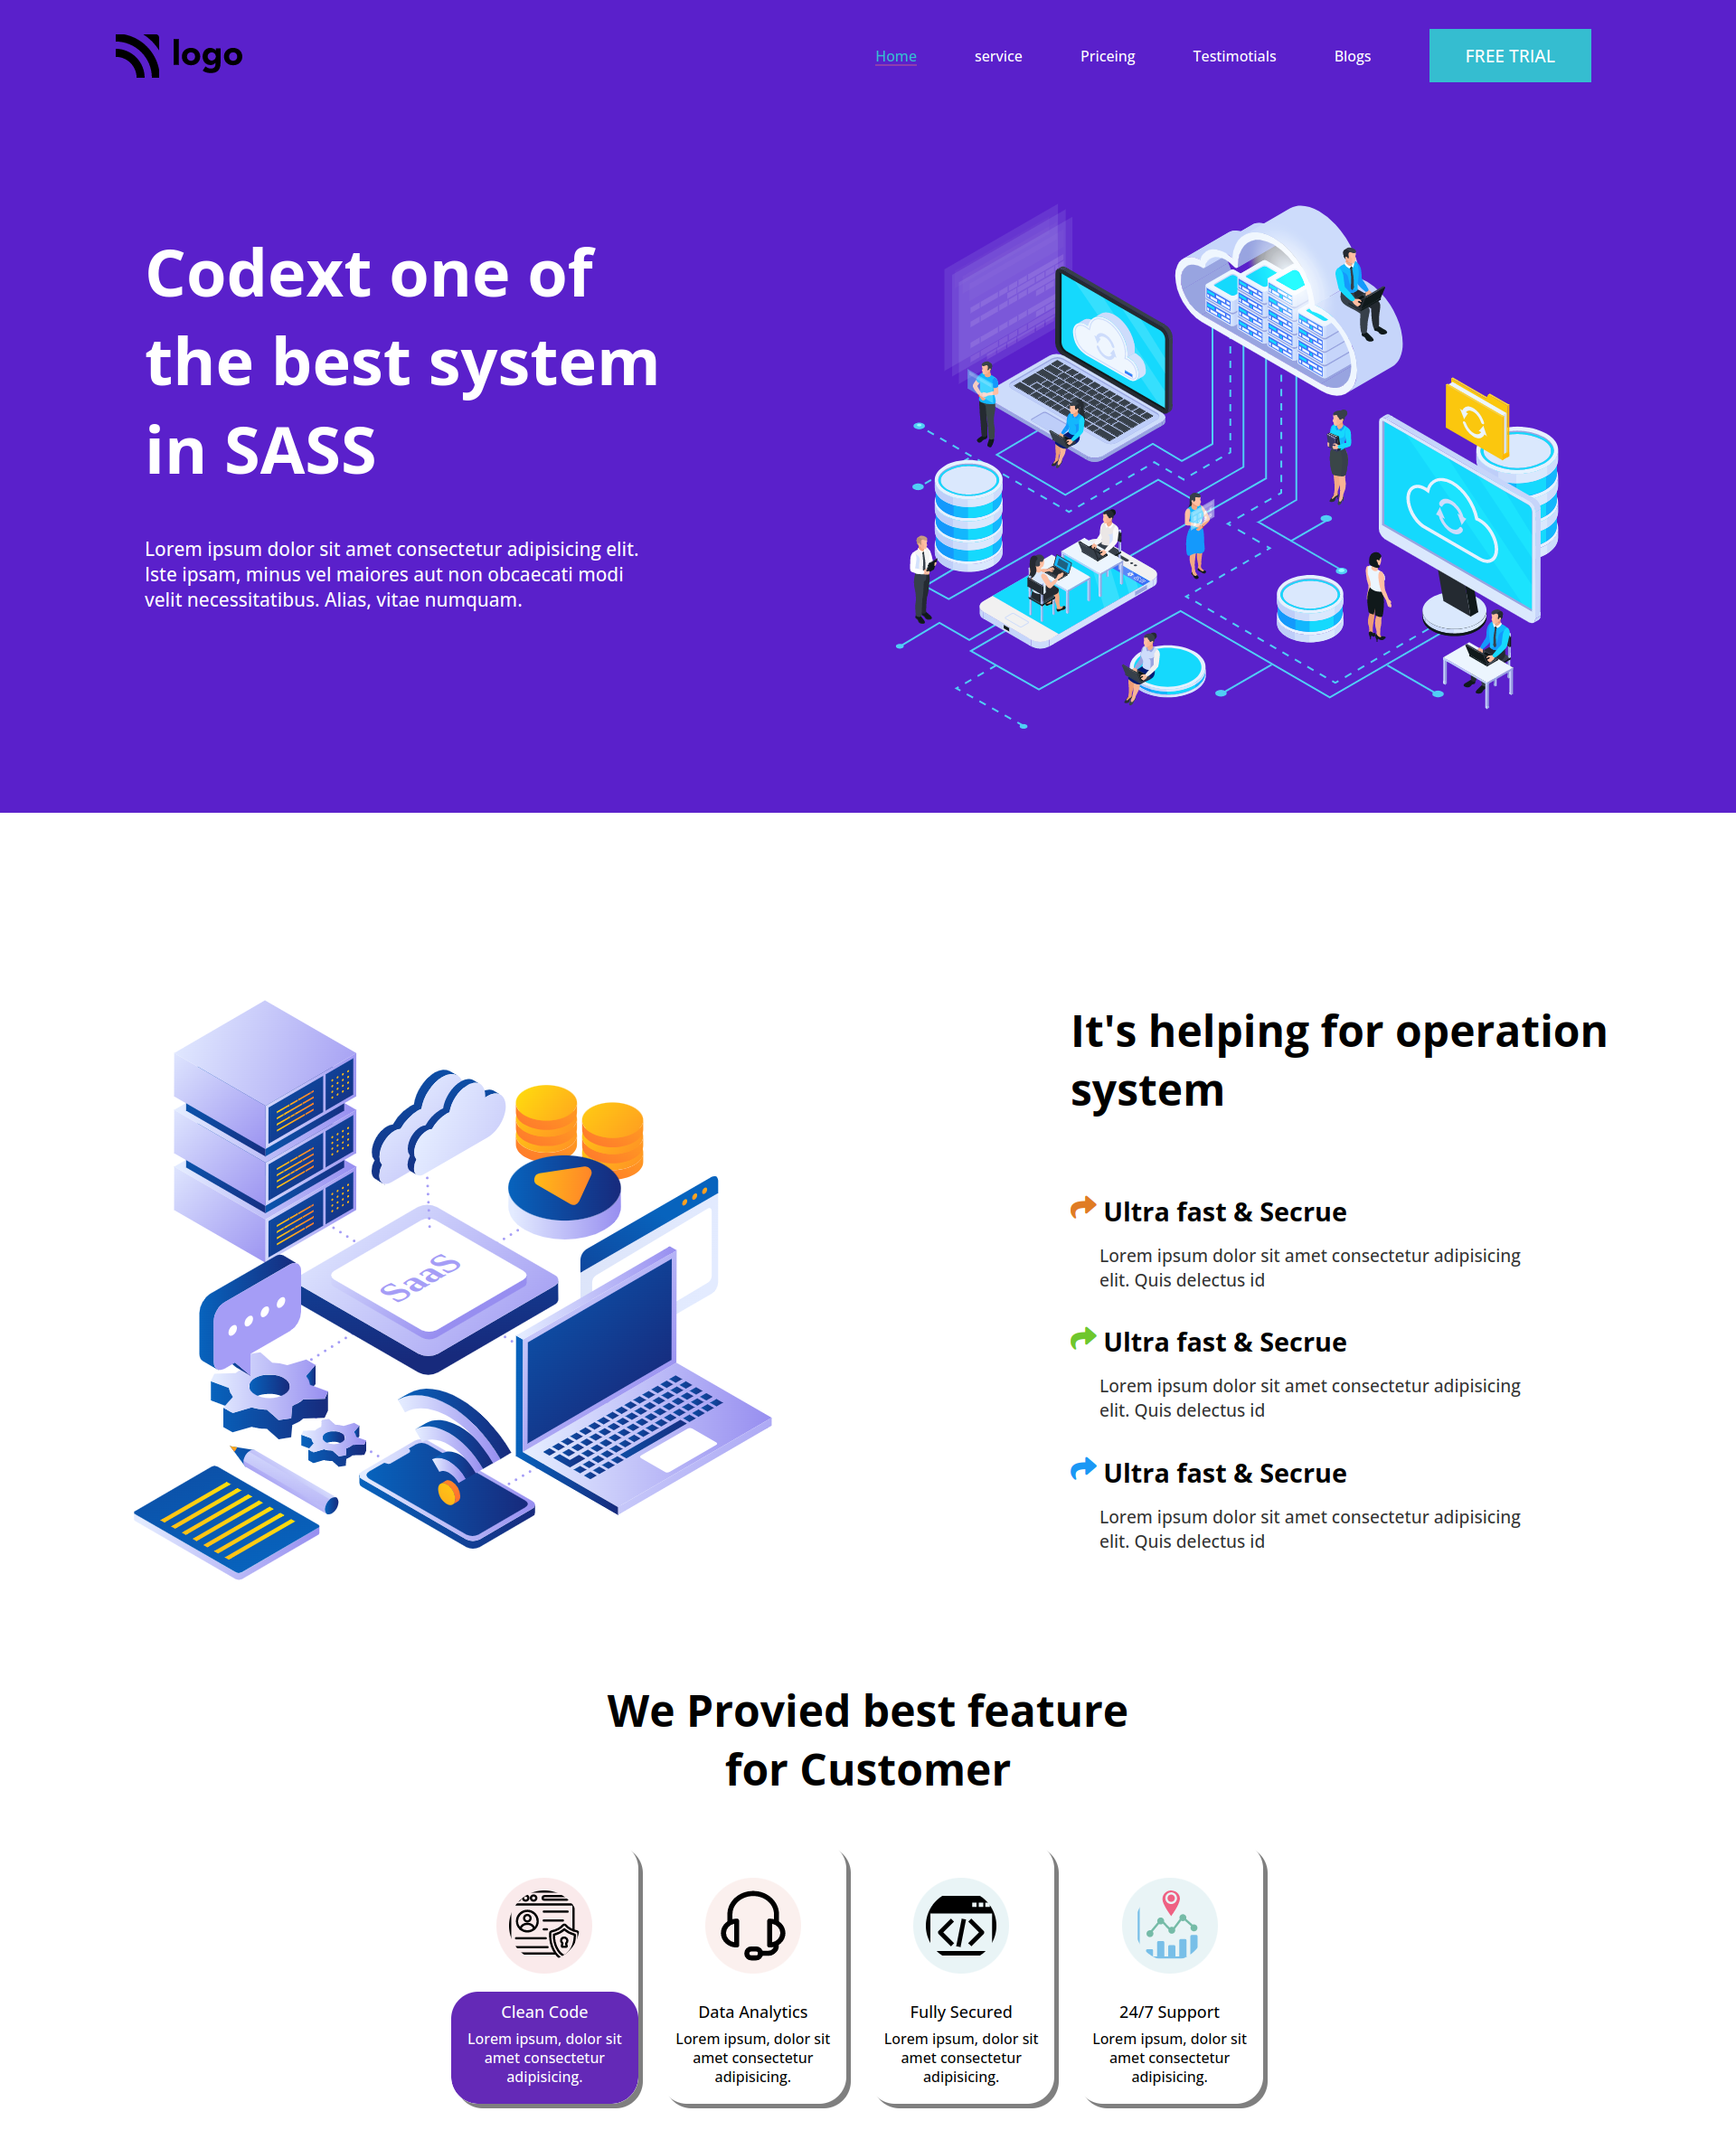 logo
Home service Priceing Testimotials Blogs FREE TRIAL
Codext one of
the best system
in SASS
Lorem ipsum dolor sit amet consectetur adipisicing elit.
Iste ipsam, minus vel maiores aut non obcaecati modi
velit necessitatibus. Alias, vitae numquam.
SaaS
It's helping for operation
system
Ultra fast & Secrue
Lorem ipsum dolor sit amet consectetur adipisicing
elit. Quis delectus id
Ultra fast & Secrue
Lorem ipsum dolor sit amet consectetur adipisicing
elit. Quis delectus id
Ultra fast & Secrue
Lorem ipsum dolor sit amet consectetur adipisicing
elit. Quis delectus id
We Provied best feature
for Customer
Clean Code
Lorem ipsum, dolor sit
amet consectetur
adipisicing.
Data Analytics
Lorem ipsum, dolor sit
amet consectetur
adipisicing.
Fully Secured
Lorem ipsum, dolor sit
amet consectetur
adipisicing.
24/7 Support
Lorem ipsum, dolor sit
amet consectetur
adipisicing.